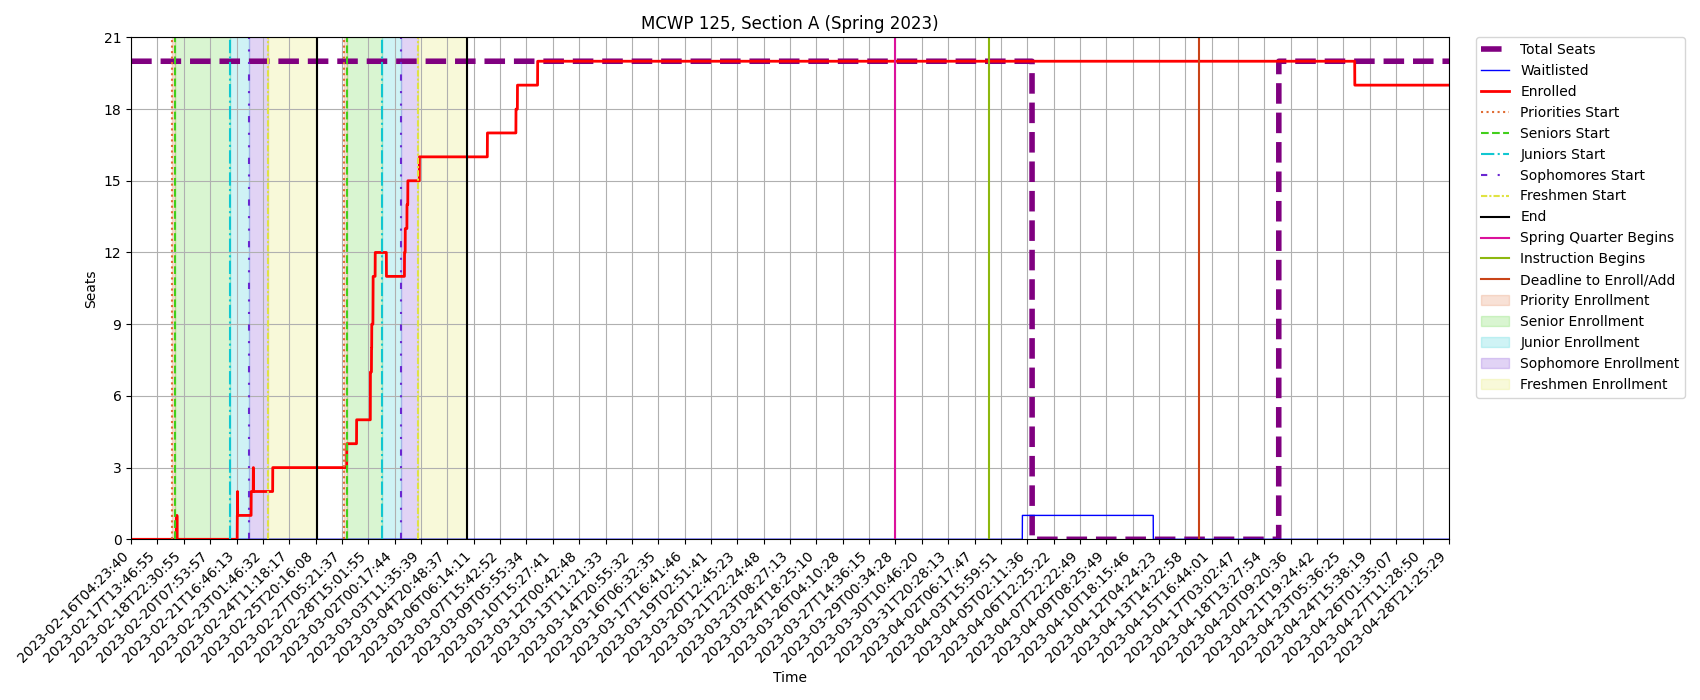 MCWP 125, Section A (Spring 2023)
21
18
15
12
9
6
3
0
Seats
2023-02-16T04:23:40
2023-02-17T13:46:55
2023-02-18T22:30:55
2023-02-20T07:53:57
2023-02-21T16:46:13
2023-02-23T01:46:32
2023-02-24T11:18:17
2023-02-25T20:16:08
2023-02-27T05:21:37
2023-02-28T15:01:55
2023-03-02T00:17:44
2023-03-03T11:35:39
2023-03-04T20:48:37
2023-03-06T06:14:11
2023-03-07T15:42:52
2023-03-09T05:55:34
2023-03-10T15:27:41
2023-03-12T00:42:48
2023-03-13T11:21:33
2023-03-14T20:55:32
2023-03-16T06:32:35
2023-03-17T16:41:46
2023-03-19T02:51:41
2023-03-20T12:45:23
2023-03-21T22:24:48
2023-03-23T08:27:13
2023-03-24T18:25:10
2023-03-26T04:10:28
2023-03-27T14:36:15
2023-03-29T00:34:28
2023-03-30T10:46:20
2023-03-31T20:28:13
2023-04-02T06:17:47
2023-04-03T15:59:51
2023-04-05T02:11:36
2023-04-06T12:25:22
2023-04-07T22:22:49
2023-04-09T08:25:49
2023-04-10T18:15:46
2023-04-12T04:24:23
2023-04-13T14:22:58
2023-04-15T16:44:01
2023-04-17T03:02:47
2023-04-18T13:27:54
2023-04-20T09:20:36
2023-04-21T19:24:42
2023-04-23T05:36:25
2023-04-24T15:38:19
2023-04-26T01:35:07
2023-04-27T11:28:50
2023-04-28T21:25:29
Time
Total Seats
Waitlisted
Enrolled
Priorities Start
Seniors Start
Juniors Start
Sophomores Start
Freshmen Start
End
Spring Quarter Begins
Instruction Begins
Deadline to Enroll/Add
Priority Enrollment
Senior Enrollment
Junior Enrollment
Sophomore Enrollment
Freshmen Enrollment